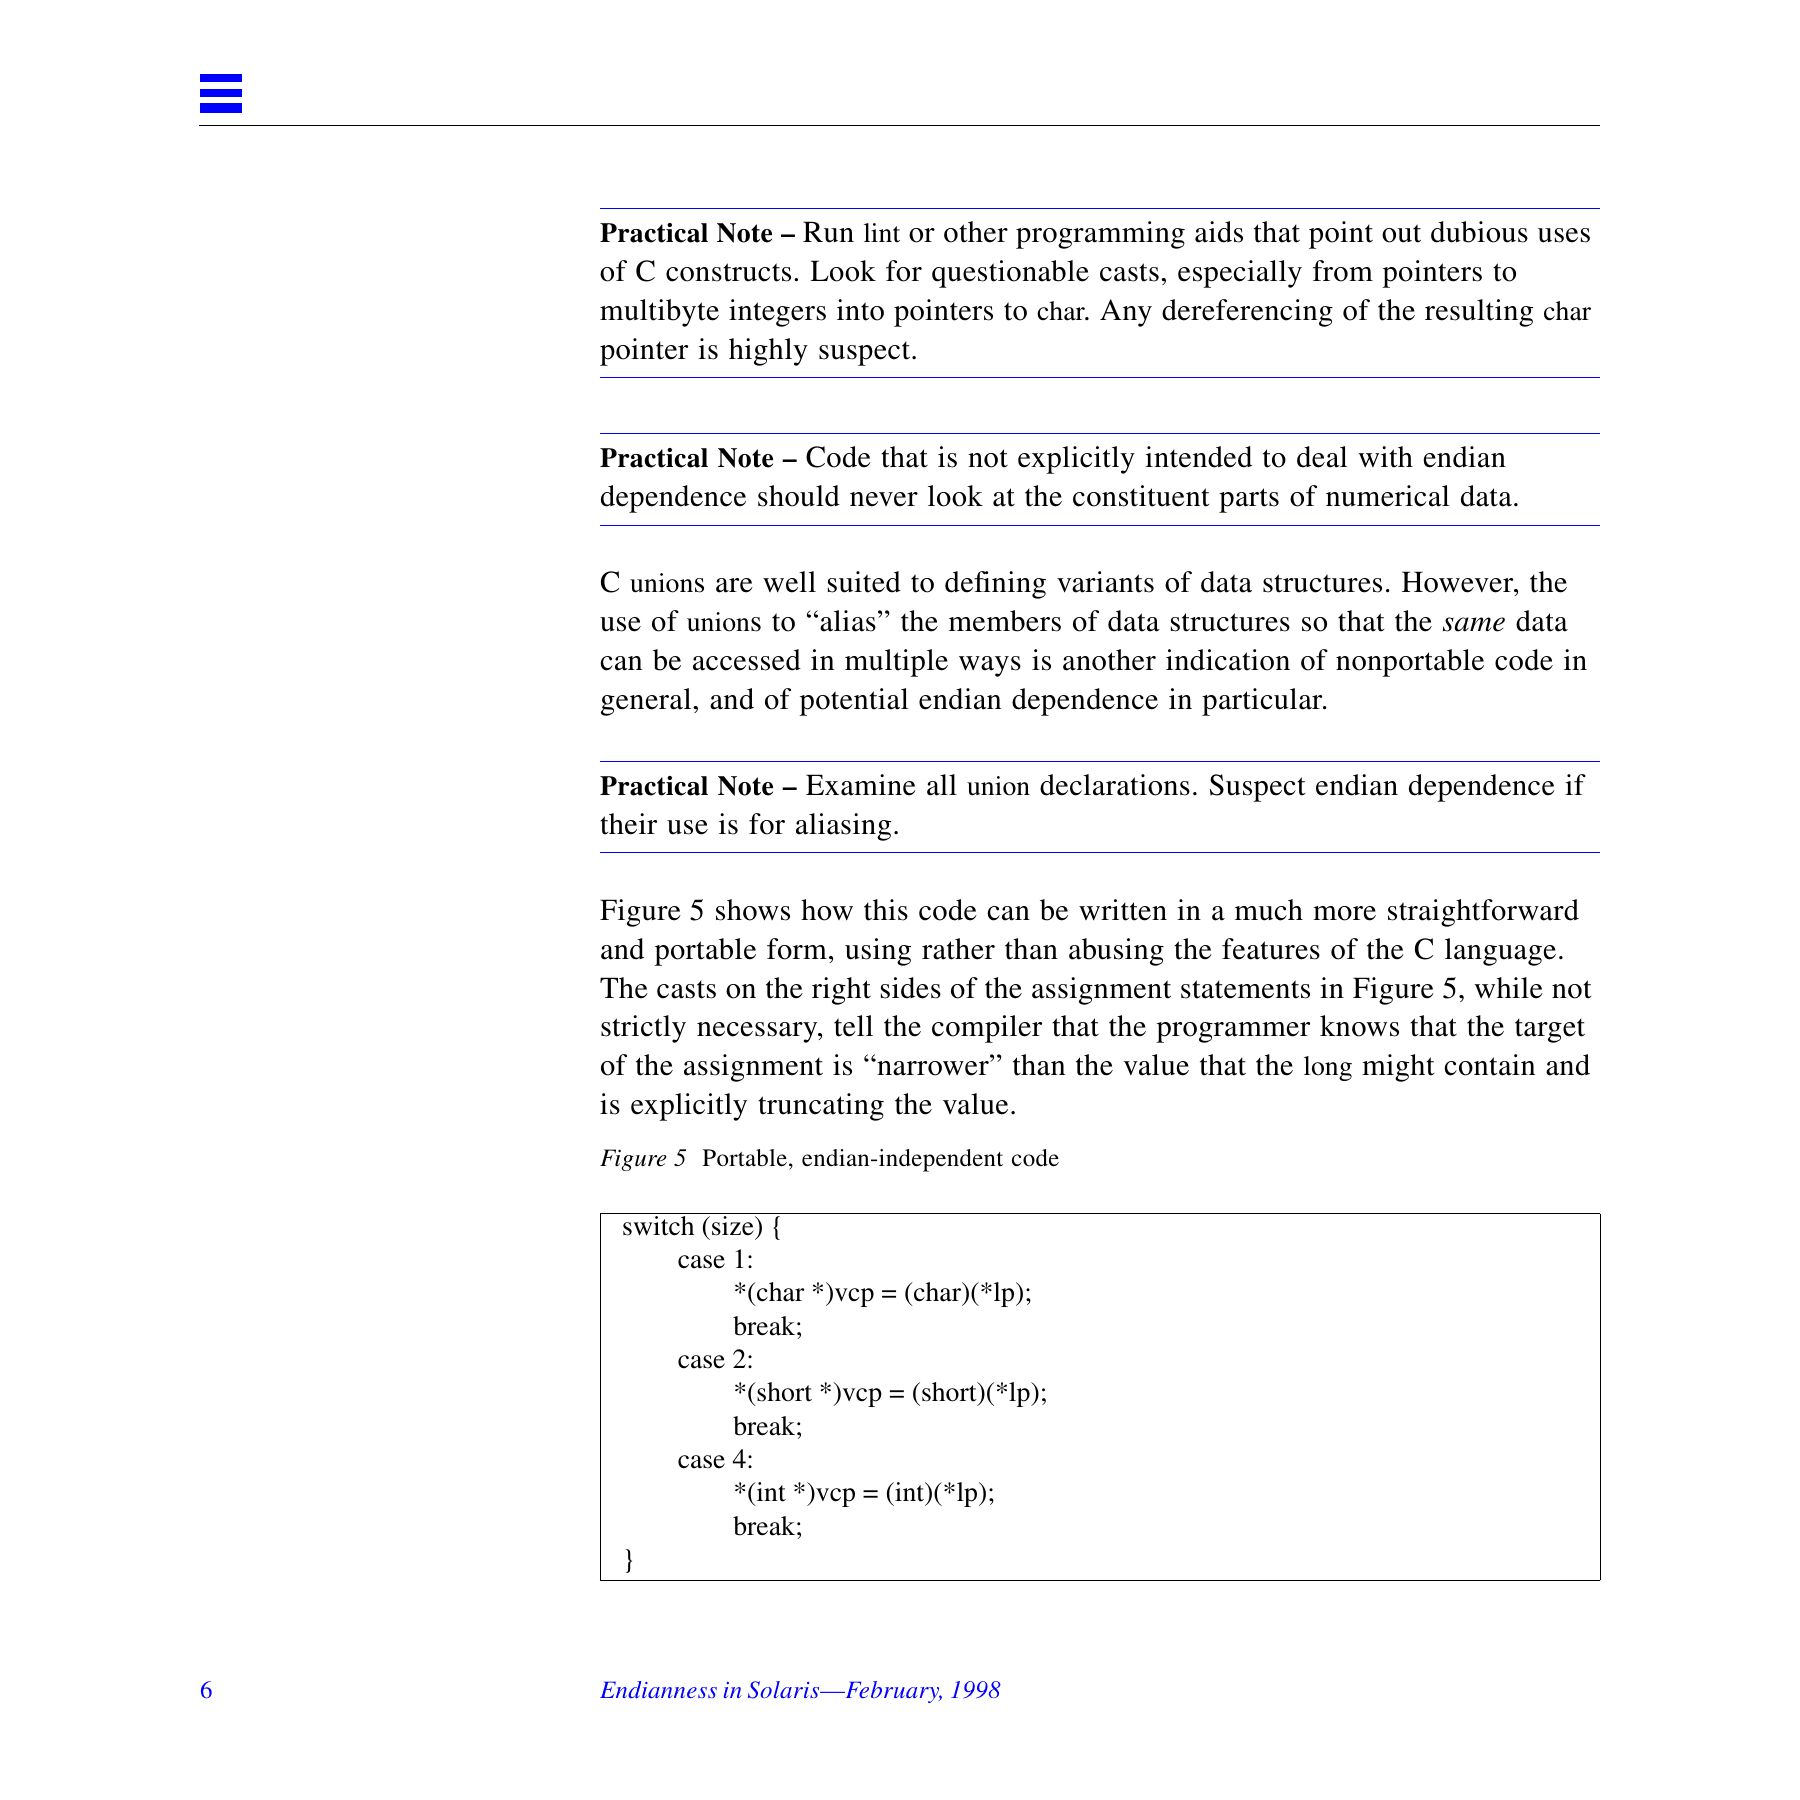 Practical Note – Run lint or other programming aids that point out dubious uses
of C constructs. Look for questionable casts, especially from pointers to
multibyte integers into pointers to char. Any dereferencing of the resulting char
pointer is highly suspect.
Practical Note – Code that is not explicitly intended to deal with endian
dependence should never look at the constituent parts of numerical data.
C unions are well suited to defining variants of data structures. However, the
use of unions to “alias” the members of data structures so that the same data
can be accessed in multiple ways is another indication of nonportable code in
general, and of potential endian dependence in particular.
Practical Note – Examine all union declarations. Suspect endian dependence if
their use is for aliasing.
Figure 5 shows how this code can be written in a much more straightforward
and portable form, using rather than abusing the features of the C language.
The casts on the right sides of the assignment statements in Figure 5, while not
strictly necessary, tell the compiler that the programmer knows that the target
of the assignment is “narrower” than the value that the long might contain and
is explicitly truncating the value.
Figure 5 Portable, endian-independent code
switch (size) {
case 1:
*(char *)vcp = (char)(*lp);
break;
case 2:
*(short *)vcp = (short)(*lp);
break;
case 4:
*(int *)vcp = (int)(*lp);
break;
}
6 Endianness in Solaris—February, 1998